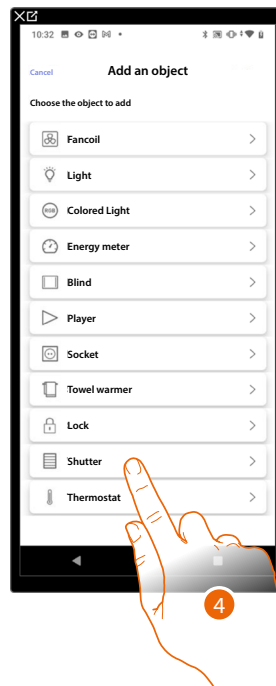 10:32
Cancel Add an object
Choose the object to add
Fancoil
Light
RGB Colored Light
Energy meter
Blind
Player
Socket
Towel warmer
Lock
Shutter
Thermostat
4